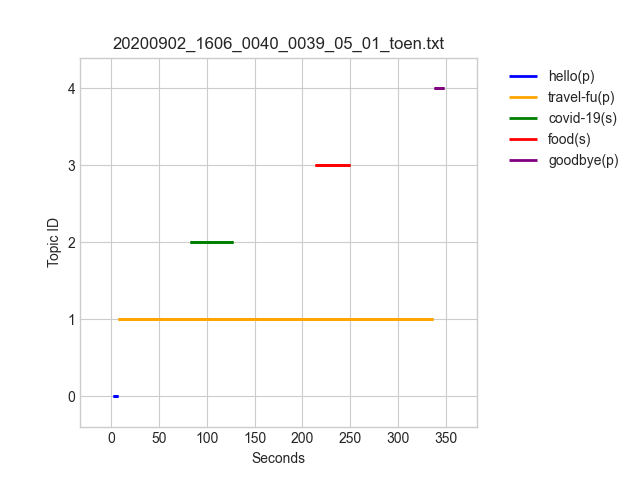 20200902_1606_0040_0039_05_01_toen.txt
hello(p)
travel-fu(p)
covid-19(s)
food(s)
goodbye(p)
Topic ID
4
3
2
1
0
0 50 100 150 200 250 300 350
Seconds